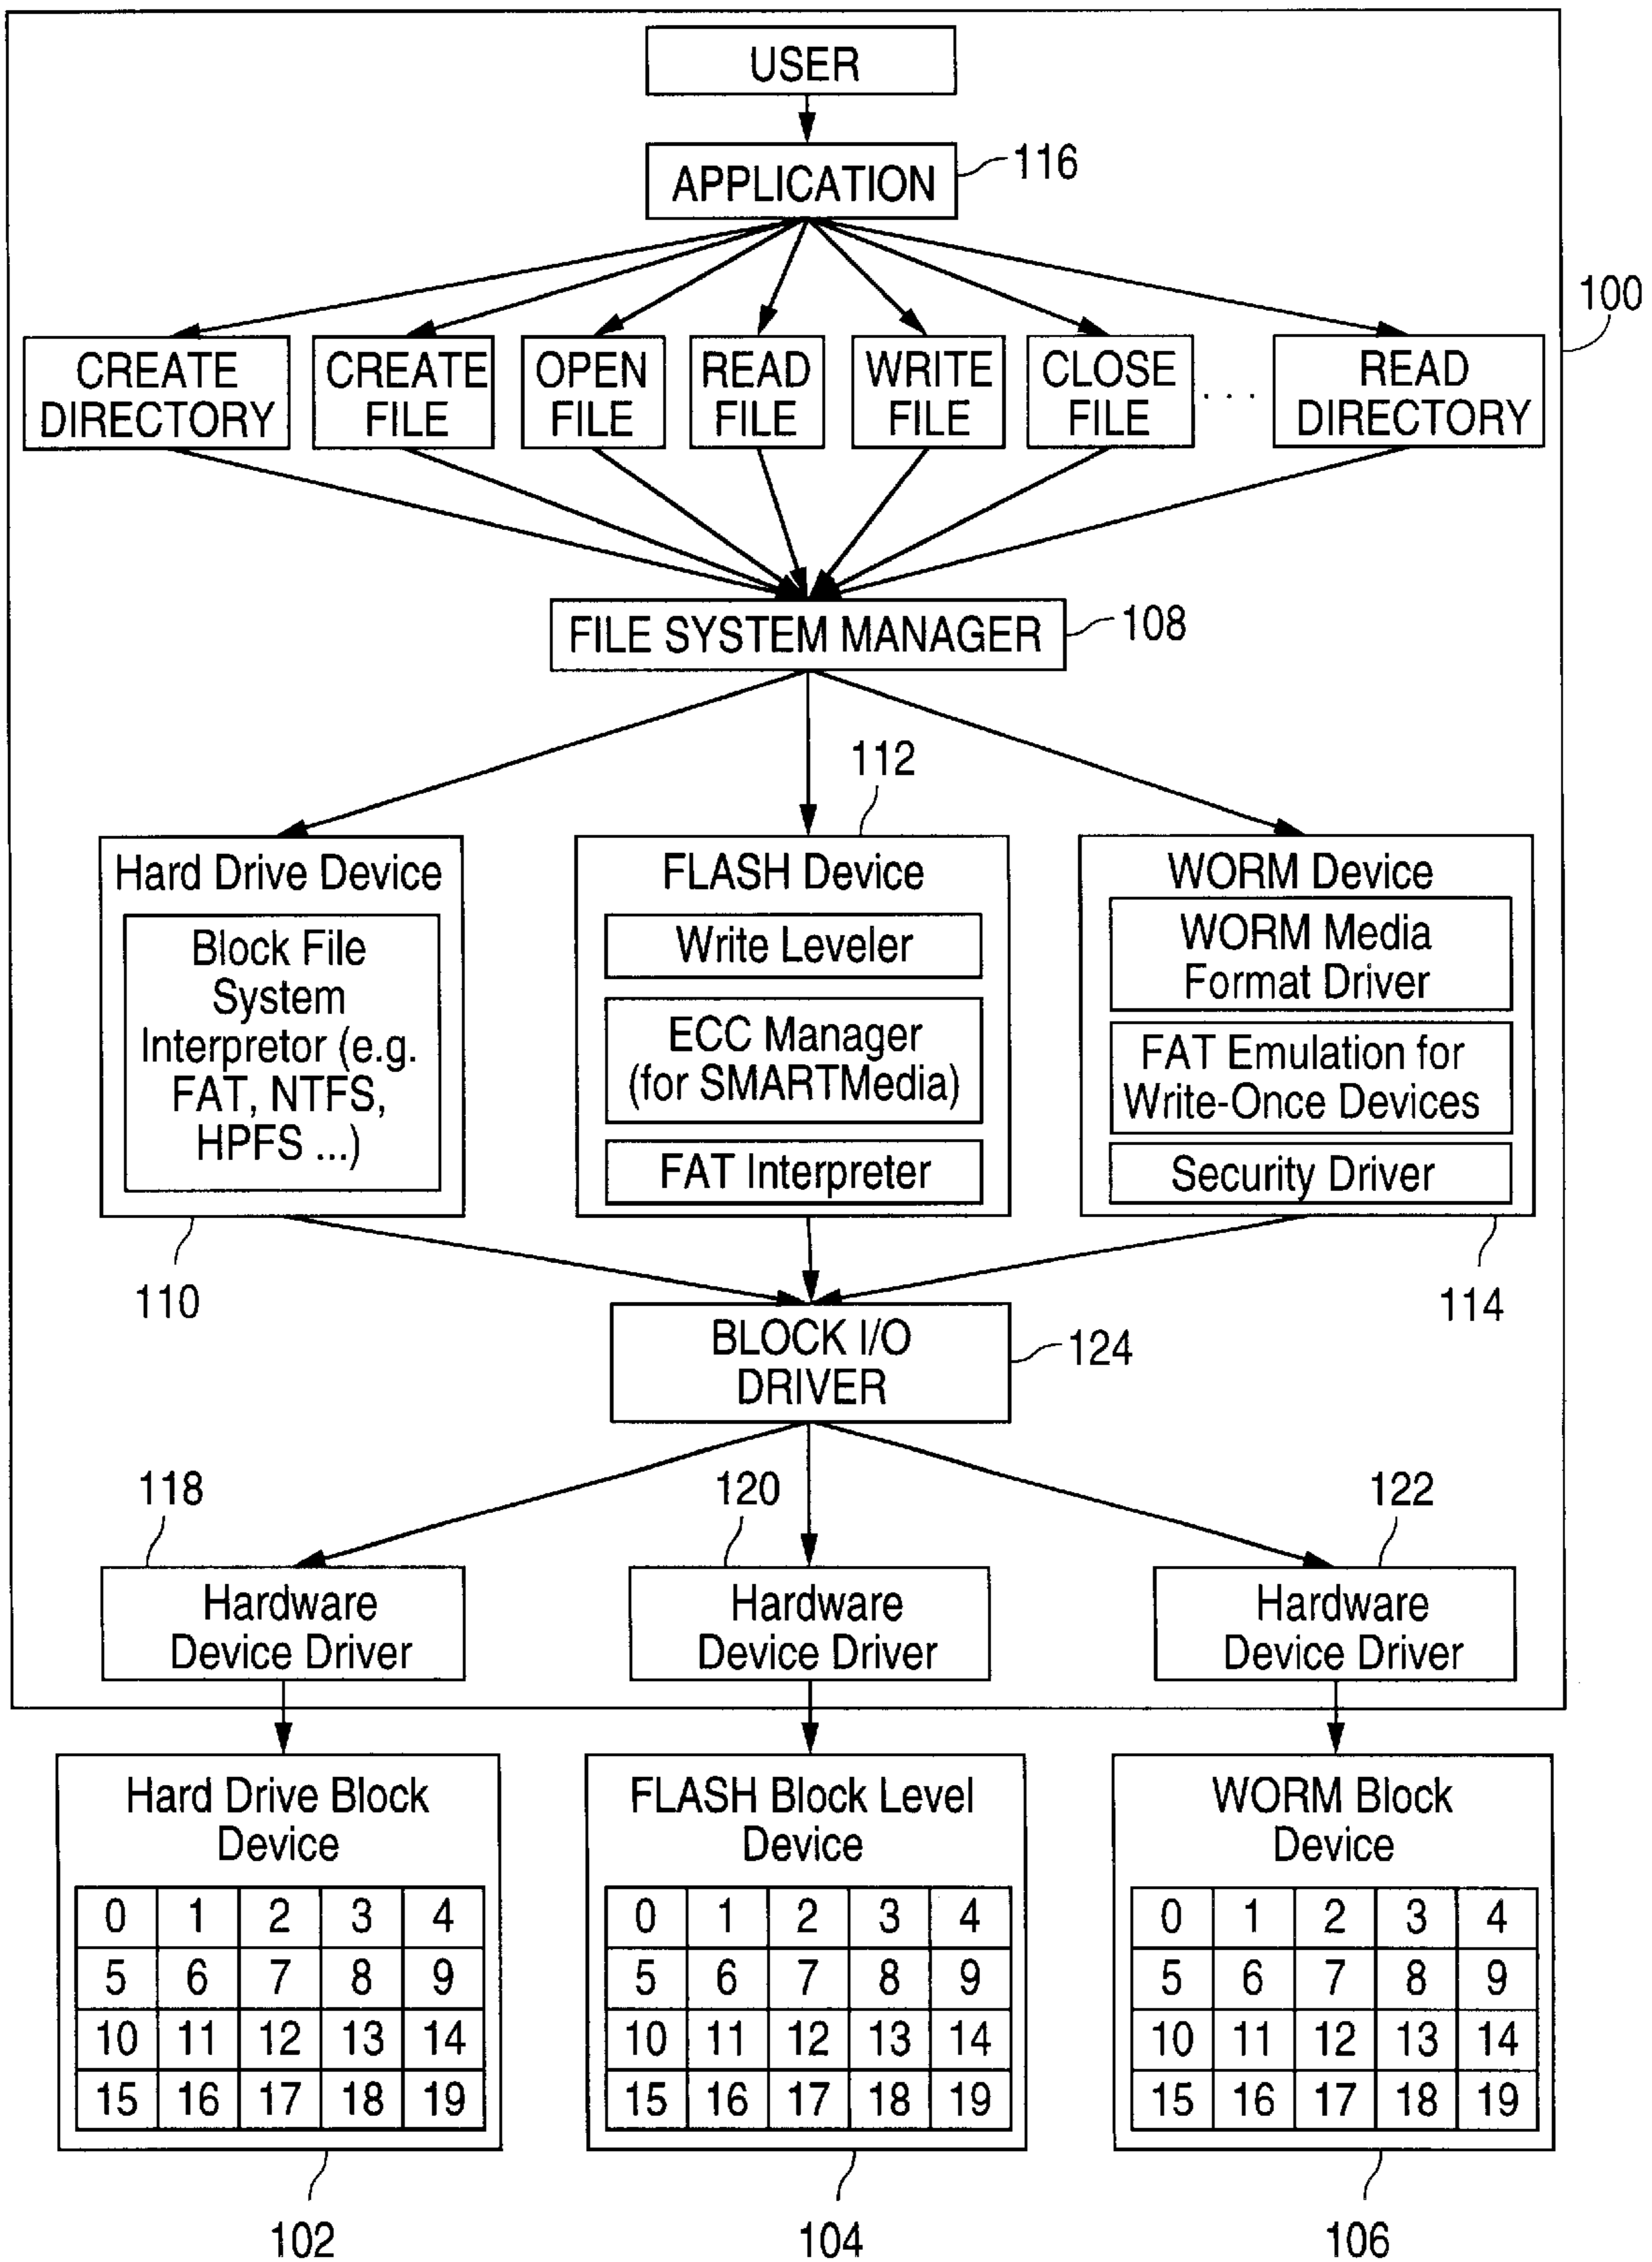 USER
APPLICATION
116
100
CREATE
DIRECTORY
CREATE
FILE
OPEN
FILE
READ
FILE
WRITE
FILE
CLOSE
FILE
. . .
READ
DIRECTORY
FILE SYSTEM MANAGER
108
112
Hard Drive Device
Block File
System
Interpretor (e.g.
FAT, NTFS,
HPFS ...)
110
FLASH Device
Write Leveler
ECC Manager
(for SMARTMedia)
FAT Interpreter
WORM Device
WORM Media
Format Driver
FAT Emulation for
Write-Once Devices
Security Driver
114
BLOCK I/O
DRIVER
124
118
120
122
Hardware
Device Driver
Hardware
Device Driver
Hardware
Device Driver
Hard Drive Block
Device
0 1 2 3 4
5 6 7 8 9
10 11 12 13 14
15 16 17 18 19
102
FLASH Block Level
Device
0 1 2 3 4
5 6 7 8 9
10 11 12 13 14
15 16 17 18 19
104
WORM Block
Device
0 1 2 3 4
5 6 7 8 9
10 11 12 13 14
15 16 17 18 19
106